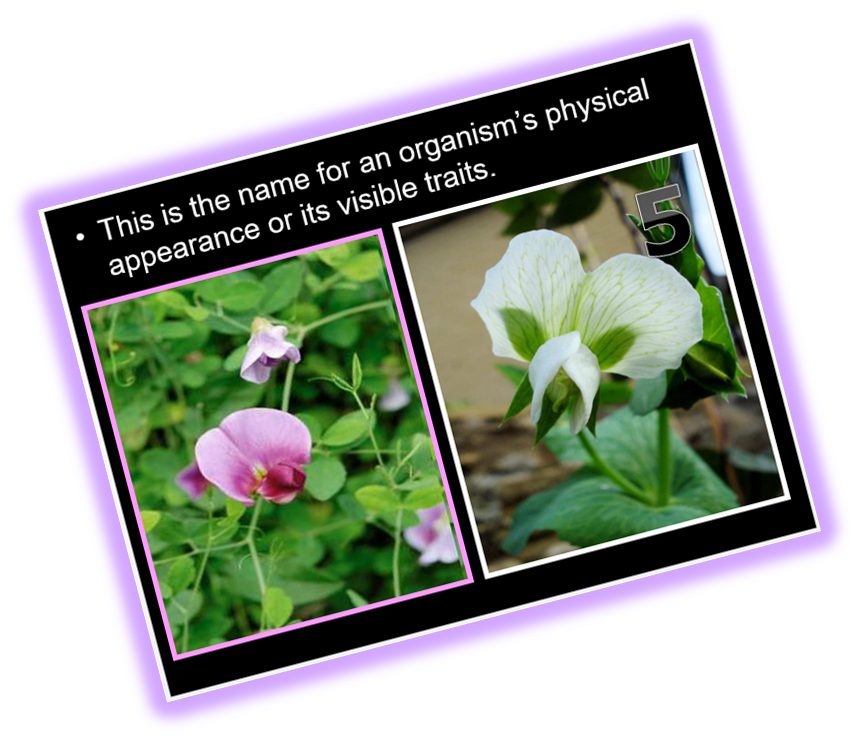 • This is the name for an organism’s physical
appearance or its visible traits.
5